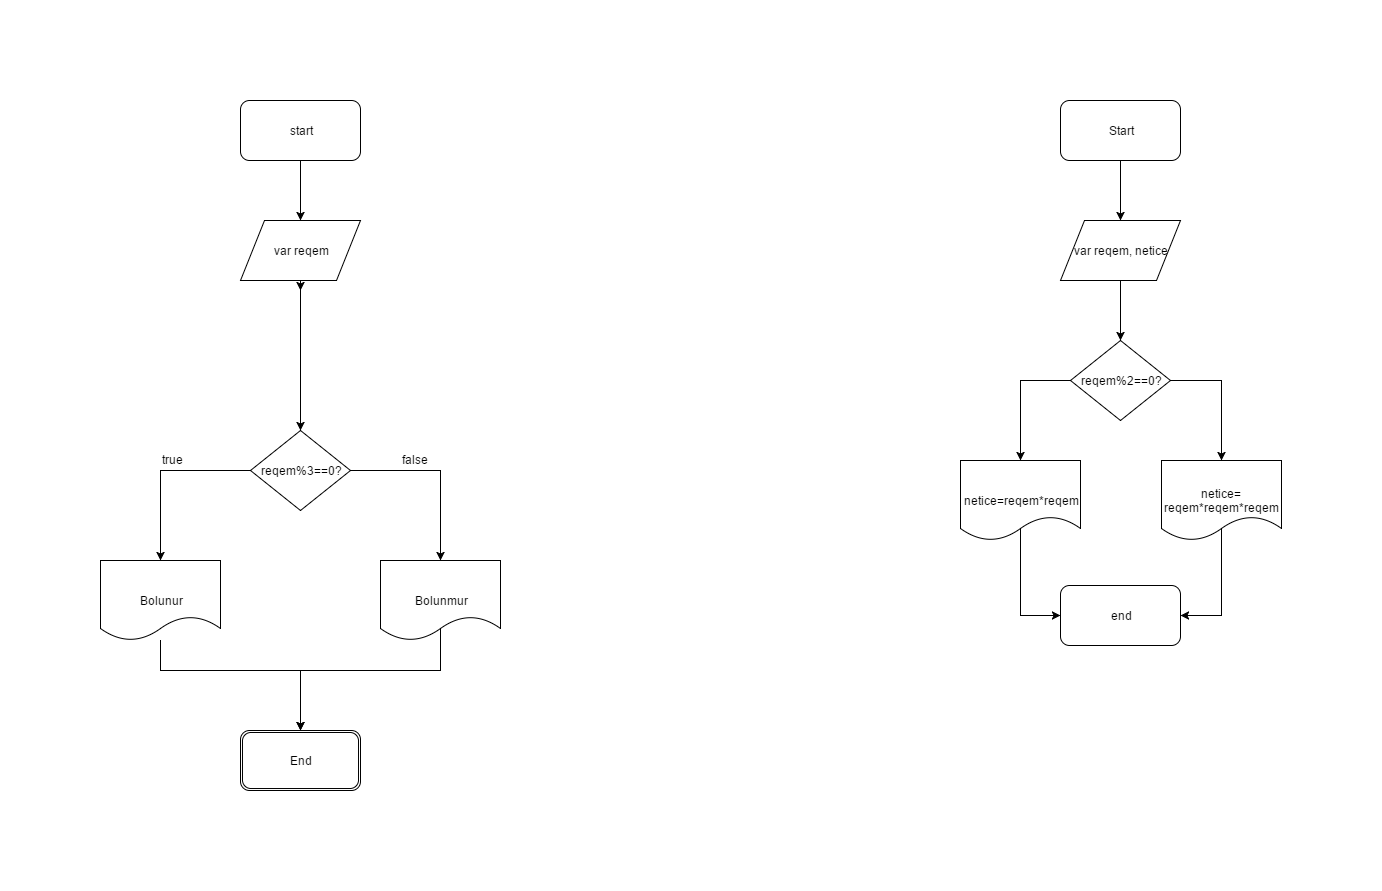 start
var reqem
reqem%3==0?
true
false
Bolunur
Bolunmur
End
Start
var reqem, netice
reqem%2==0?
netice=reqem*reqem
netice=
reqem*reqem*reqem
end